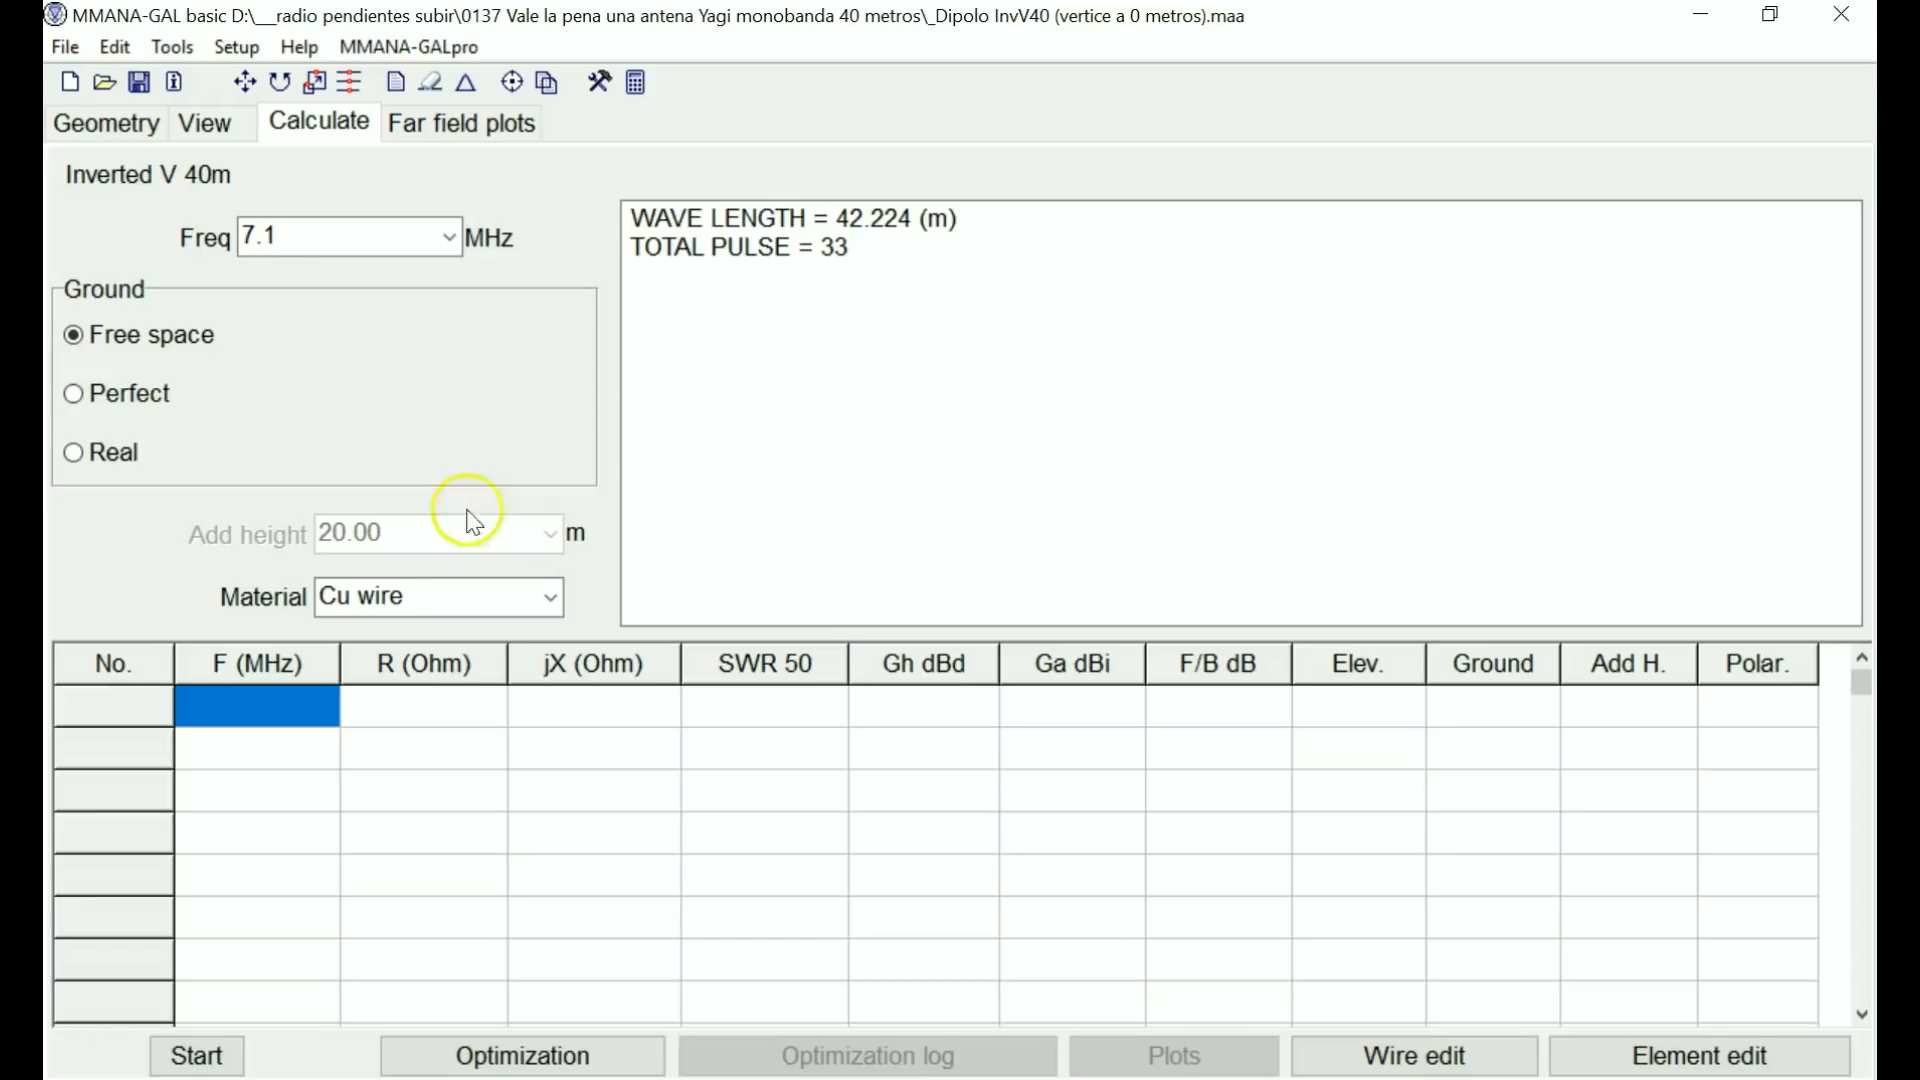 MMANA-GAL basic D:\__radio pendientes subir\0137 Vale la pena una antena Yagi monobanda 40 metros\_Dipolo InvV40 (vertice a 0 metros).maa
File Edit Tools Setup Help MMANA-GALpro
Geometry View Calculate Far field plots
Inverted V 40m
Freq 7.1 MHz
Ground
Free space
Perfect
Real
Add height 20.00 m
Material Cu wire
WAVE LENGTH = 42.224 (m)
TOTAL PULSE = 33
No. F (MHz) R (Ohm) jX (Ohm) SWR 50 Gh dBd Ga dBi F/B dB Elev. Ground Add H. Polar.
Start Optimization Optimization log Plots Wire edit Element edit